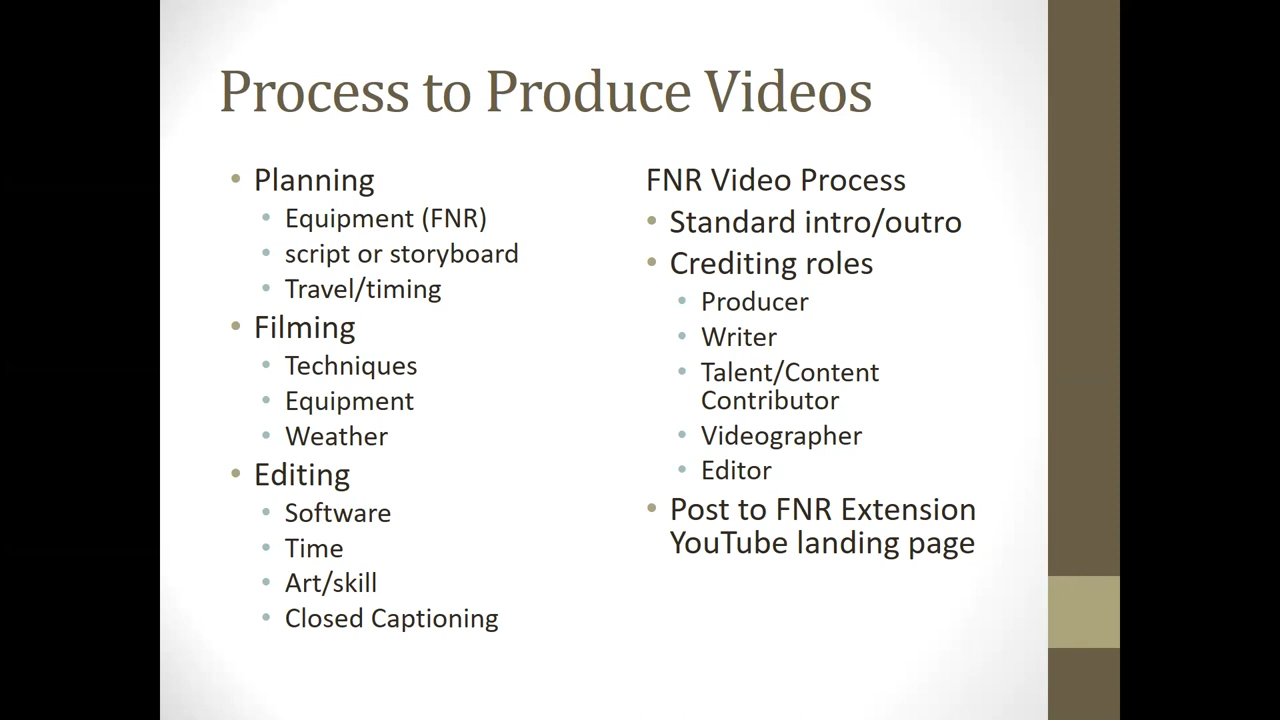 Process to Produce Videos
Planning
Equipment (FNR)
script or storyboard
Travel/timing
Filming
Techniques
Equipment
Weather
Editing
Software
Time
Art/skill
Closed Captioning
FNR Video Process
Standard intro/outro
Crediting roles
Producer
Writer
Talent/Content
Contributor
Videographer
Editor
Post to FNR Extension
YouTube landing page